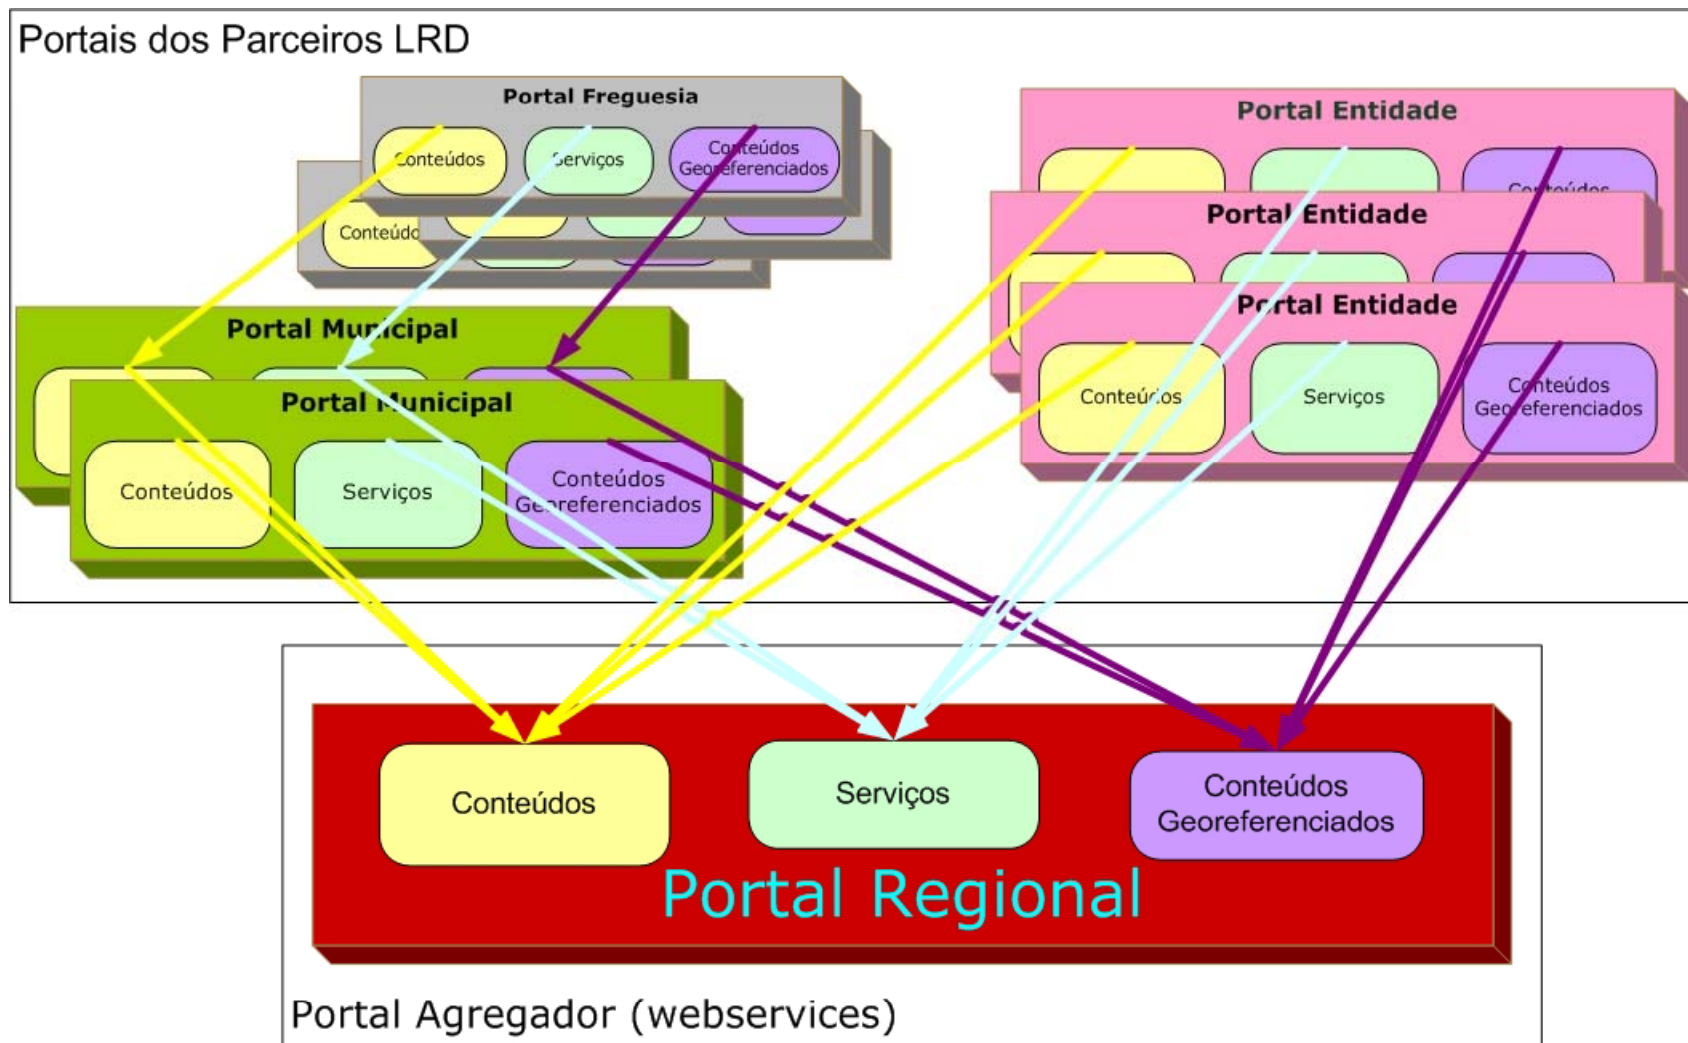 Portais dos Parceiros LRD
Portal Freguesia
Conteúdos
Serviços
Conteúdos
Georeferenciados
Conteúdo
Portal Entidade
Conteúdos
Portal Entidade
Portal Entidade
Conteúdos
Serviços
Conteúdos
Georeferenciados
Portal Municipal
Portal Municipal
Conteúdos
Serviços
Conteúdos
Georeferenciados
Conteúdos
Serviços
Conteúdos
Georeferenciados
Portal Regional
Portal Agregador (webservices)